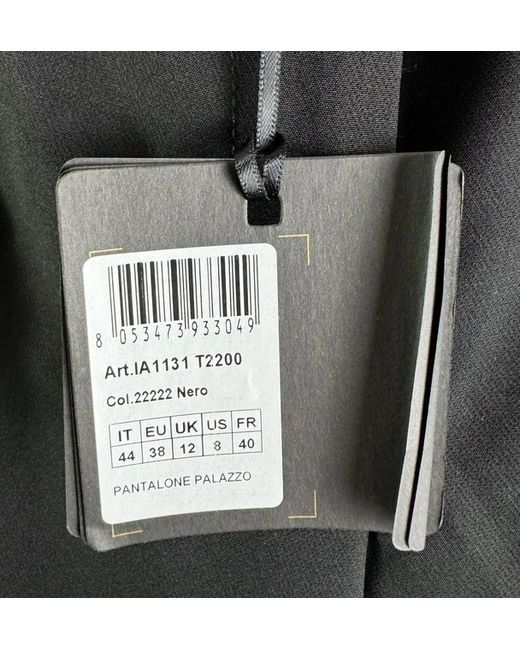 8 053473 933049
Art.IA1131 T2200
Col.22222 Nero
IT EU UK US FR
44 38 12 8 40
PANTALONE PALAZZO